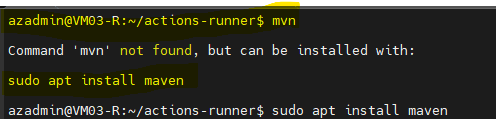 azadmin@VM03-R:~/actions-runner$ mvn
Command 'mvn' not found, but can be installed with:
sudo apt install maven
azadmin@VM03-R:~/actions-runner$ sudo apt install maven